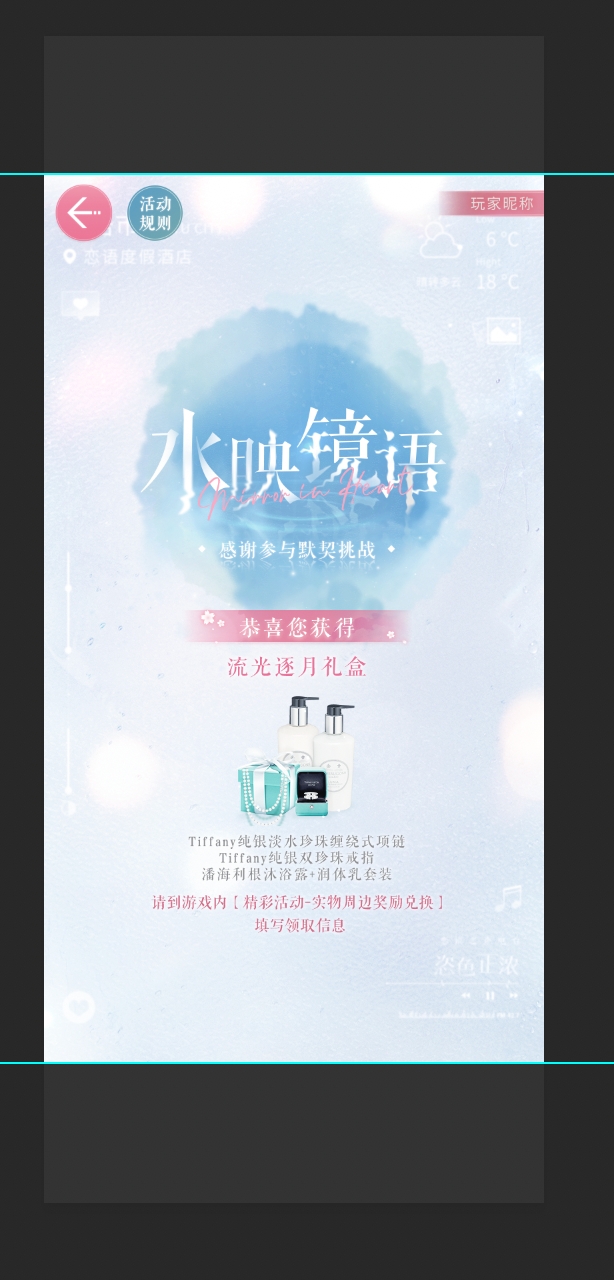 活动
规则
玩家昵称
恋语度假酒店
6 °C
18 °C
水映镜语
Mirror in Heart
感谢参与默契挑战
恭喜您获得
流光逐月礼盒
Tiffany纯银淡水珍珠缠绕式项链
Tiffany纯银双珍珠戒指
潘海利根沐浴露+润体乳套装
请到游戏内【精彩活动-实物周边奖励兑换】
填写领取信息
恣色止浓